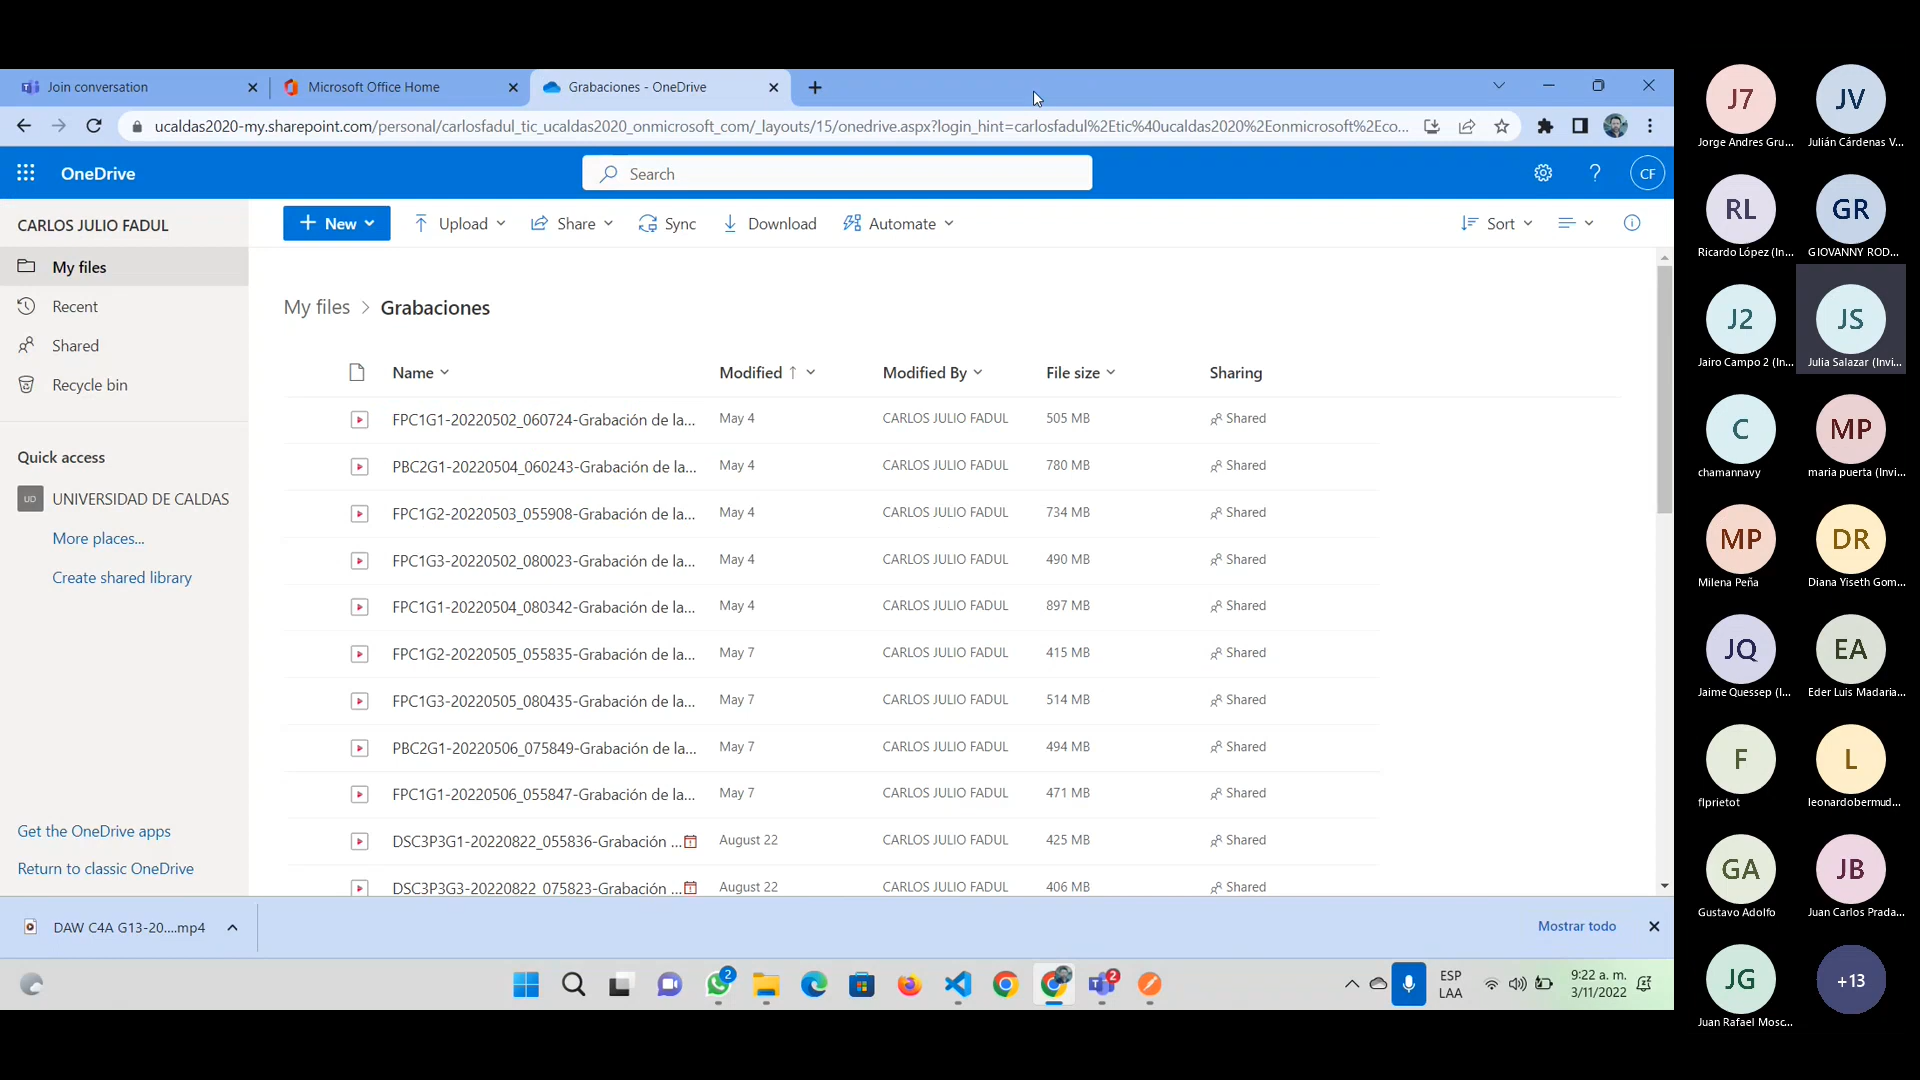 Join conversation
Microsoft Office Home
Grabaciones - OneDrive
ucaldas2020-my.sharepoint.com/personal/carlosfadul_tic_ucaldas2020_onmicrosoft_com/_layouts/15/onedrive.aspx?login_hint=carlosfadul%2Etic%40ucaldas2020%2Eonmicrosoft%2Eco...
OneDrive
Search
CF
CARLOS JULIO FADUL
New
Upload
Share
Sync
Download
Automate
Sort
My files
Recent
Shared
Recycle bin
Quick access
UD UNIVERSIDAD DE CALDAS
More places...
Create shared library
Get the OneDrive apps
Return to classic OneDrive
My files > Grabaciones
Name Modified ↑ Modified By File size Sharing
FPC1G1-20220502_060724-Grabación de la... May 4 CARLOS JULIO FADUL 505 MB Shared
PBC2G1-20220504_060243-Grabación de la... May 4 CARLOS JULIO FADUL 780 MB Shared
FPC1G2-20220503_055908-Grabación de la... May 4 CARLOS JULIO FADUL 734 MB Shared
FPC1G3-20220502_080023-Grabación de la... May 4 CARLOS JULIO FADUL 490 MB Shared
FPC1G1-20220504_080342-Grabación de la... May 4 CARLOS JULIO FADUL 897 MB Shared
FPC1G2-20220505_055835-Grabación de la... May 7 CARLOS JULIO FADUL 415 MB Shared
FPC1G3-20220505_080435-Grabación de la... May 7 CARLOS JULIO FADUL 514 MB Shared
PBC2G1-20220506_075849-Grabación de la... May 7 CARLOS JULIO FADUL 494 MB Shared
FPC1G1-20220506_055847-Grabación de la... May 7 CARLOS JULIO FADUL 471 MB Shared
DSC3P3G1-20220822_055836-Grabación ... August 22 CARLOS JULIO FADUL 425 MB Shared
DSC3P3G3-20220822_075823-Grabación ... August 22 CARLOS JULIO FADUL 406 MB Shared
DAW C4A G13-20....mp4
Mostrar todo
2
2
ESP
LAA
9:22 a. m.
3/11/2022
J7 JV
Jorge Andres Gru... Julián Cárdenas V...
RL GR
Ricardo López (In... GIOVANNY ROD...
J2 JS
Jairo Campo 2 (In... Julia Salazar (Invi...
C MP
chamannavy maria puerta (Invi...
MP DR
Milena Peña Diana Yiseth Gom...
JQ EA
Jaime Quessep (I... Eder Luis Madaria...
F L
flprietot leonardobermud...
GA JB
Gustavo Adolfo Juan Carlos Prada...
JG +13
Juan Rafael Mosc...